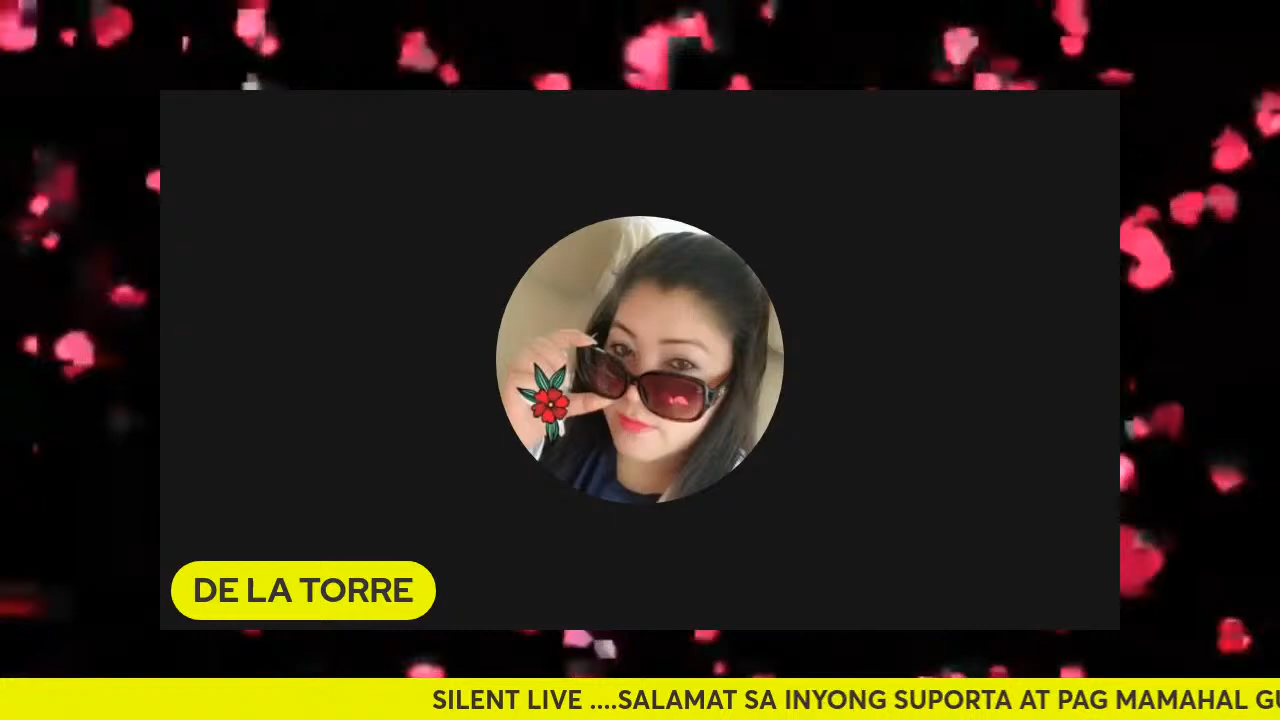 DE LA TORRE
SILENT LIVE ....SALAMAT SA INYONG SUPORTA AT PAG MAMAHAL